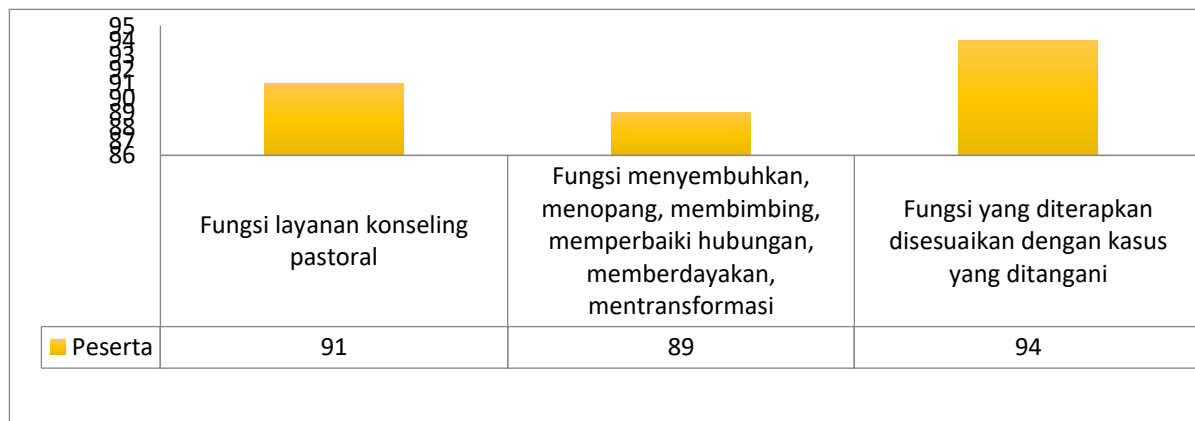 95
94
93
92
91
90
89
88
87
86
Fungsi layanan konseling
pastoral
Fungsi menyembuhkan,
menopang, membimbing,
memperbaiki hubungan,
memberdayakan,
mentransformasi
Fungsi yang diterapkan
disesuaikan dengan kasus
yang ditangani
Peserta 91 89 94